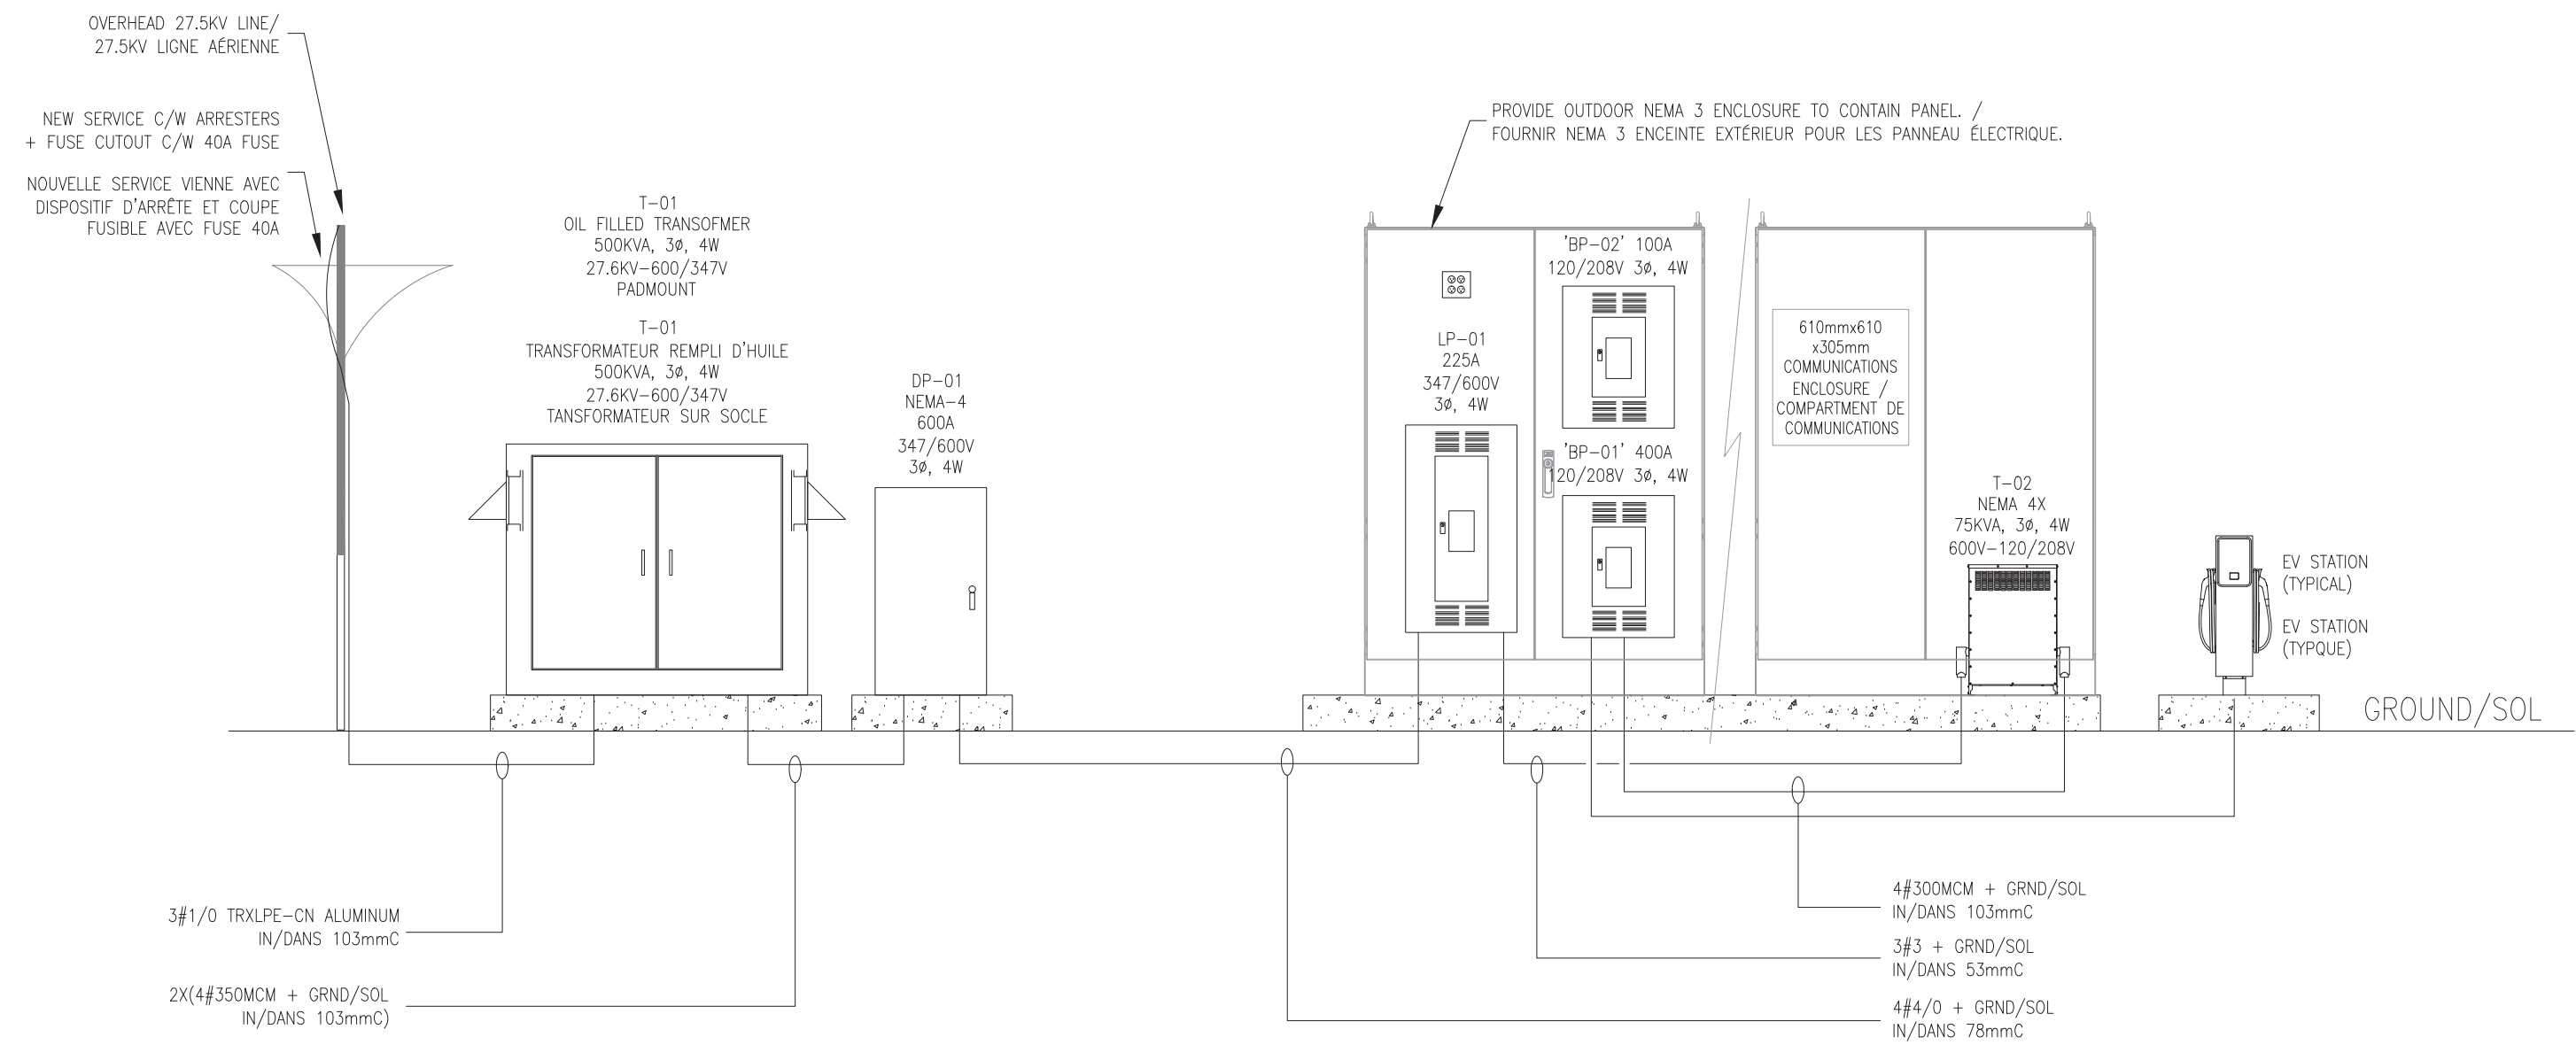 OVERHEAD 27.5KV LINE/
27.5KV LIGNE AÉRIENNE
NEW SERVICE C/W ARRESTERS
+ FUSE CUTOUT C/W 40A FUSE
NOUVELLE SERVICE VIENNE AVEC
DISPOSITIF D'ARRÊTE ET COUPE
FUSIBLE AVEC FUSE 40A
T-01
OIL FILLED TRANSOFMER
500KVA, 3ø, 4W
27.6KV-600/347V
PADMOUNT
T-01
TRANSFORMATEUR REMPLI D'HUILE
500KVA, 3ø, 4W
27.6KV-600/347V
TANSFORMATEUR SUR SOCLE
DP-01
NEMA-4
600A
347/600V
3ø, 4W
PROVIDE OUTDOOR NEMA 3 ENCLOSURE TO CONTAIN PANEL. /
FOURNIR NEMA 3 ENCEINTE EXTÉRIEUR POUR LES PANNEAU ÉLECTRIQUE.
LP-01
225A
347/600V
3ø, 4W
'BP-02' 100A
120/208V 3ø, 4W
'BP-01' 400A
120/208V 3ø, 4W
610mmx610
x305mm
COMMUNICATIONS
ENCLOSURE /
COMPARTMENT DE
COMMUNICATIONS
T-02
NEMA 4X
75KVA, 3ø, 4W
600V-120/208V
EV STATION
(TYPICAL)
EV STATION
(TYPQUE)
GROUND/SOL
3#1/0 TRXLPE-CN ALUMINUM
IN/DANS 103mmC
2X(4#350MCM + GRND/SOL
IN/DANS 103mmC)
4#300MCM + GRND/SOL
IN/DANS 103mmC
3#3 + GRND/SOL
IN/DANS 53mmC
4#4/0 + GRND/SOL
IN/DANS 78mmC